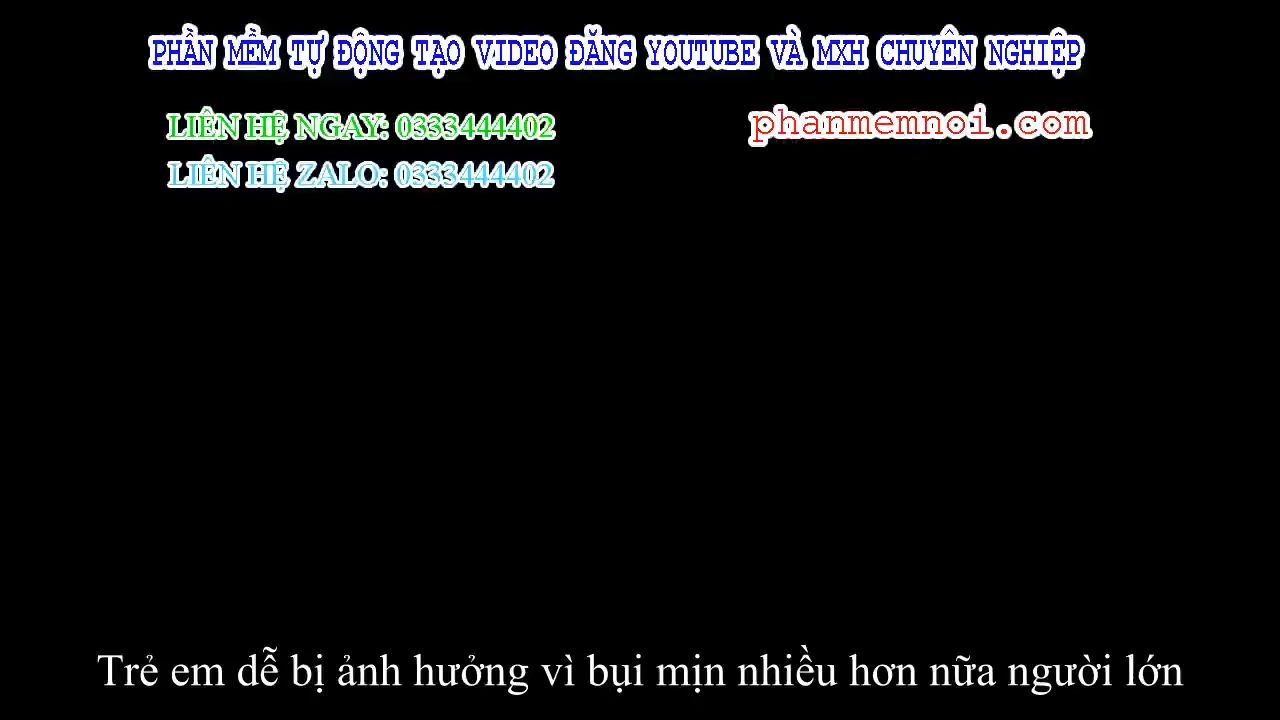 PHẦN MỀM TỰ ĐỘNG TẠO VIDEO ĐĂNG YOUTUBE VÀ MXH CHUYÊN NGHIỆP
LIÊN HỆ NGAY: 0333444402
phanmemnoi.com
LIÊN HỆ ZALO: 0333444402
Trẻ em dễ bị ảnh hưởng vì bụi mịn nhiều hơn nữa người lớn